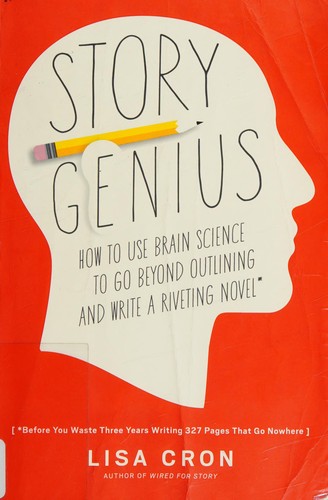 STORY
GENIUS
HOW TO USE BRAIN SCIENCE
TO GO BEYOND OUTLINING
AND WRITE A RIVETING NOVEL*
[ *Before You Waste Three Years Writing 327 Pages That Go Nowhere ]
LISA CRON
AUTHOR OF WIRED FOR STORY